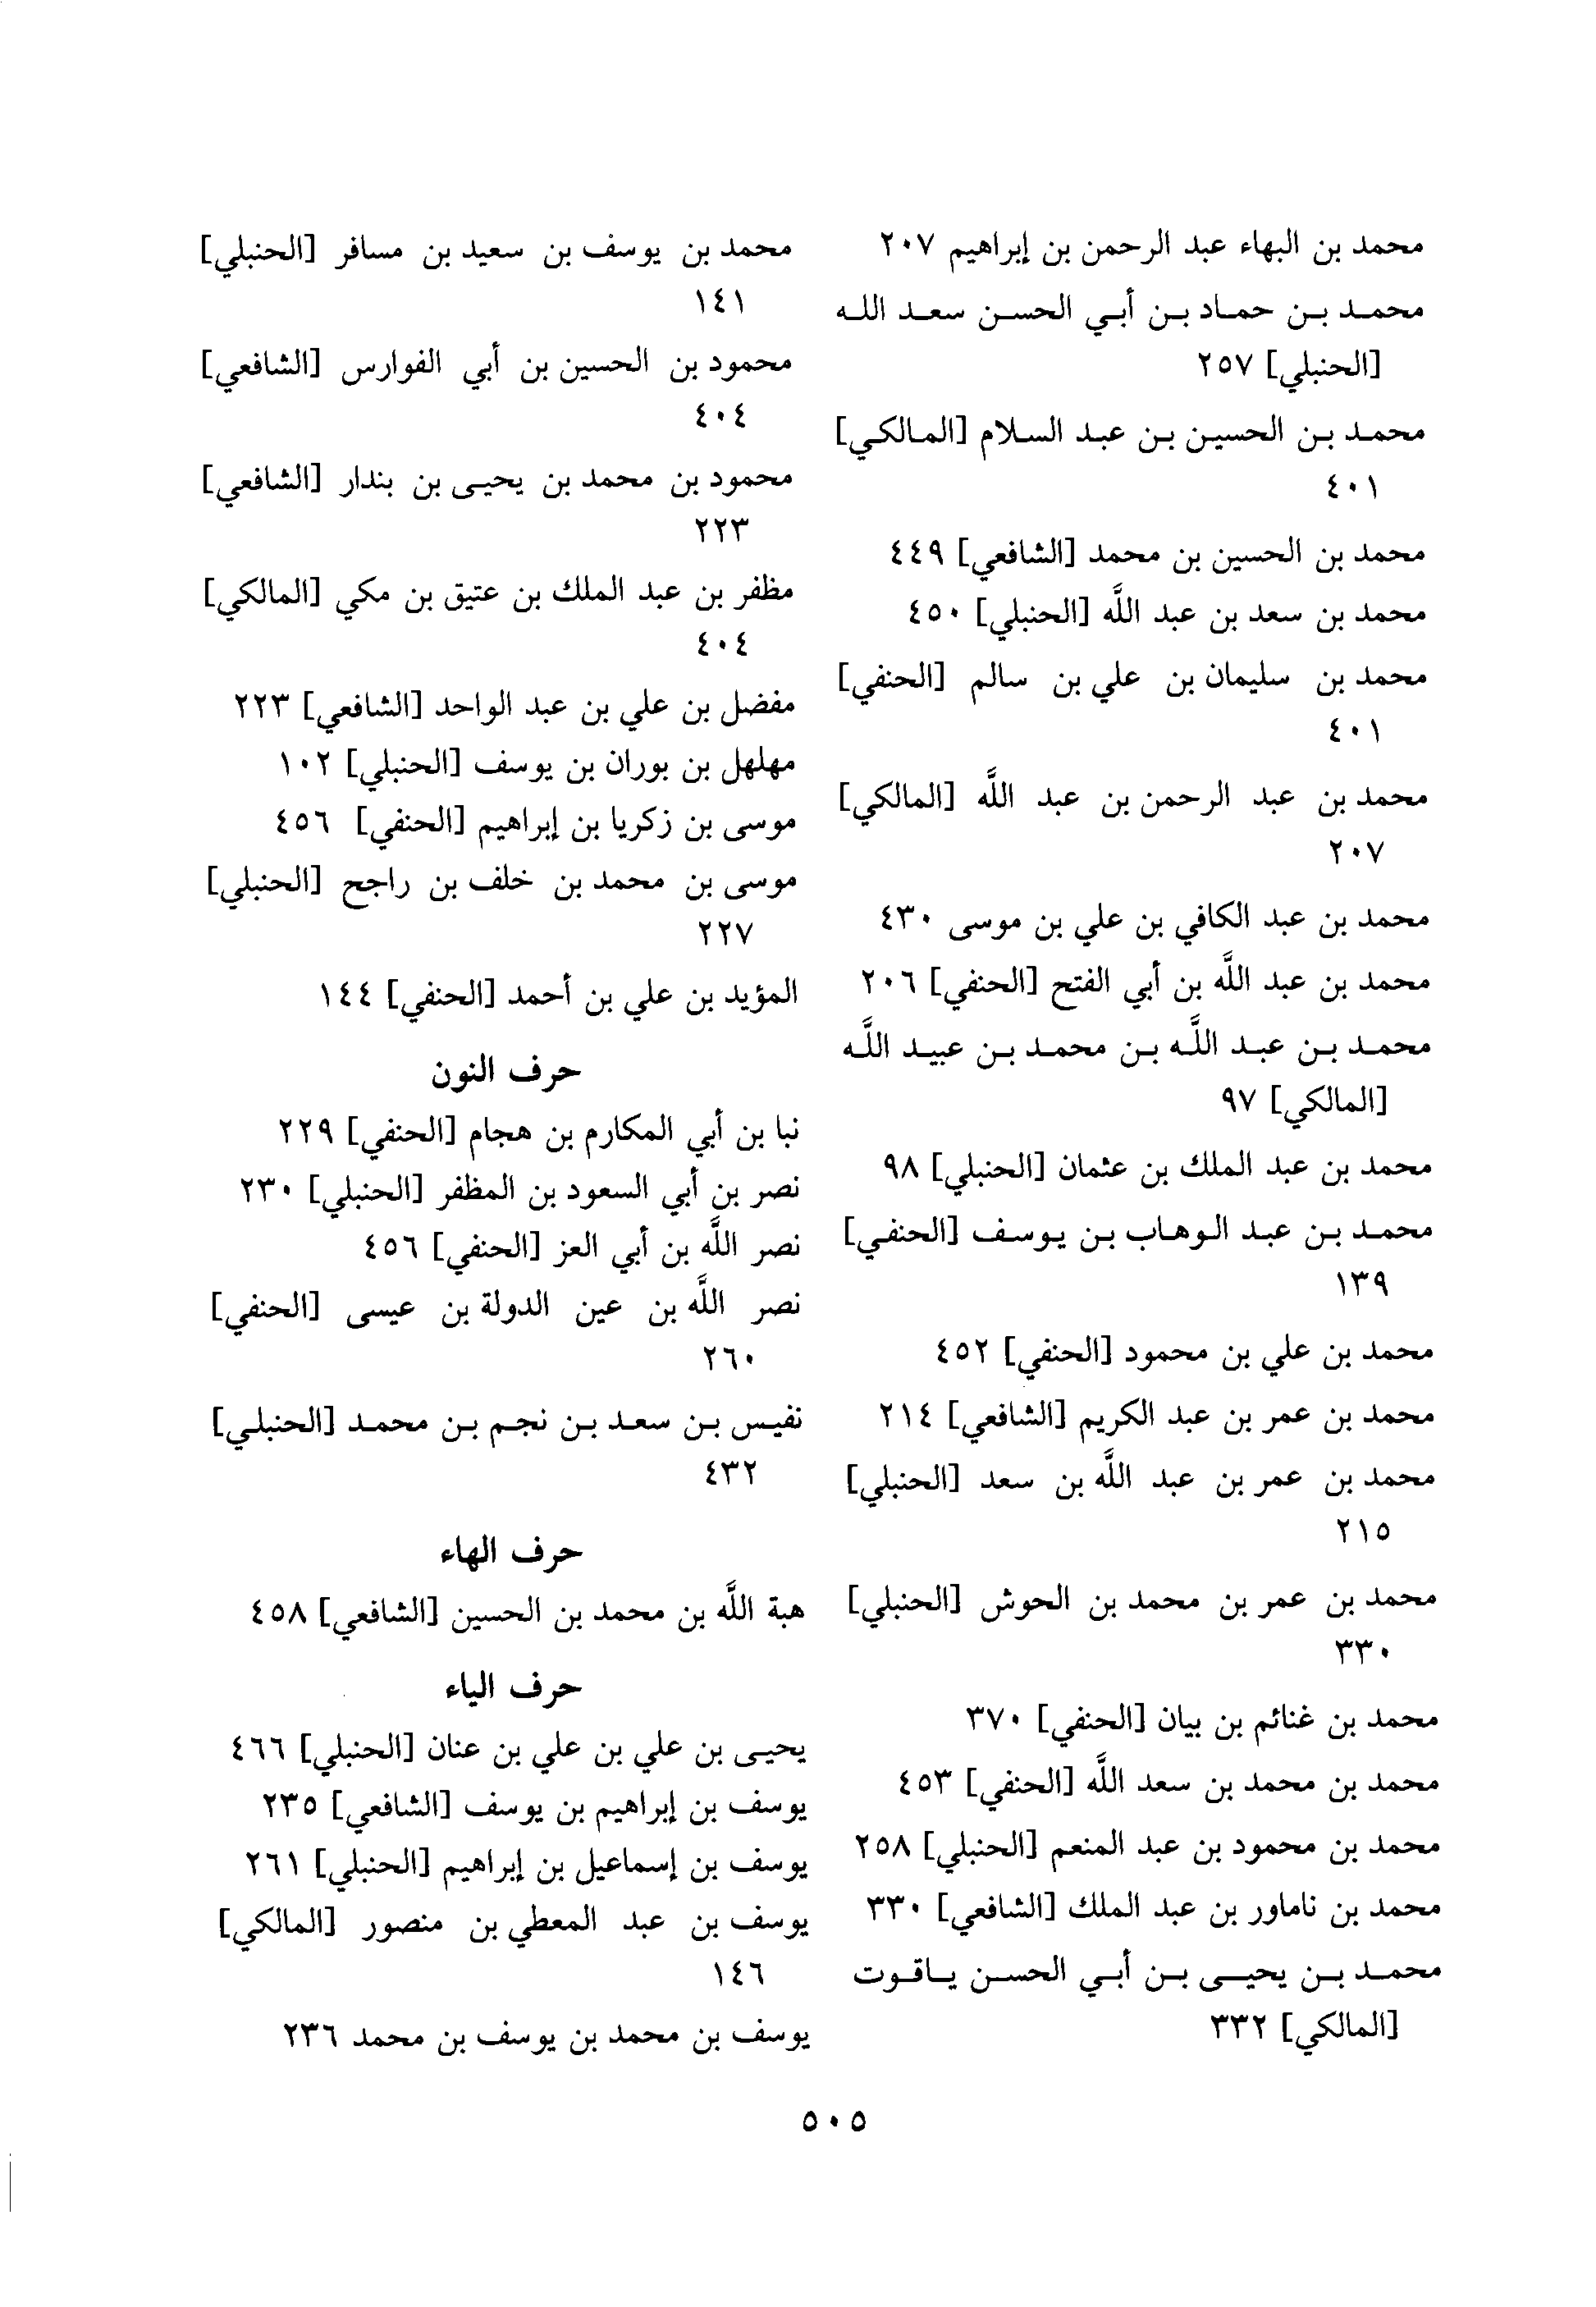 محمد بن البهاء عبد الرحمن بن إبراهيم ٢٠٧
محمد بن حماد بن أبي الحسن سعد الله
[الحنبلي] ٢٥٧
محمد بن الحسين بن عبد السلام [المالكي]
٤٠١
محمد بن الحسين بن محمد [الشافعي] ٤٤٩
محمد بن سعد بن عبد اللَّه [الحنبلي] ٤٥٠
محمد بن سليمان بن علي بن سالم [الحنفي]
٤٠١
محمد بن عبد الرحمن بن عبد اللَّه [المالكي]
٢٠٧
محمد بن عبد الكافي بن علي بن موسى ٤٣٠
محمد بن عبد اللَّه بن أبي الفتح [الحنفي] ٢٠٦
محمد بن عبد اللَّه بن محمد بن عبيد اللَّه
[المالكي] ٩٧
محمد بن عبد الملك بن عثمان [الحنبلي] ٩٨
محمد بن عبد الوهاب بن يوسف [الحنفي]
١٣٩
محمد بن علي بن محمود [الحنفي] ٤٥٢
محمد بن عمر بن عبد الكريم [الشافعي] ٢١٤
محمد بن عمر بن عبد اللَّه بن سعد [الحنبلي]
٢١٥
محمد بن عمر بن محمد بن الحوش [الحنبلي]
٣٣٠
محمد بن غنائم بن بيان [الحنفي] ٣٧٠
محمد بن محمد بن سعد اللَّه [الحنفي] ٤٥٣
محمد بن محمود بن عبد المنعم [الحنبلي] ٢٥٨
محمد بن ناماور بن عبد الملك [الشافعي] ٣٣٠
محمد بن يحيى بن أبي الحسن ياقوت
[المالكي] ٣٣٢
محمد بن يوسف بن سعيد بن مسافر [الحنبلي]
١٤١
محمود بن الحسين بن أبي الفوارس [الشافعي]
٤٠٤
محمود بن محمد بن يحيى بن بندار [الشافعي]
٢٢٣
مظفر بن عبد الملك بن عتيق بن مكي [المالكي]
٤٠٤
مفضل بن علي بن عبد الواحد [الشافعي] ٢٢٣
مهلهل بن بوران بن يوسف [الحنبلي] ١٠٢
موسى بن زكريا بن إبراهيم [الحنفي] ٤٥٦
موسى بن محمد بن خلف بن راجح [الحنبلي]
٢٢٧
المؤيد بن علي بن أحمد [الحنفي] ١٤٤
حرف النون
نبا بن أبي المكارم بن هجام [الحنفي] ٢٢٩
نصر بن أبي السعود بن المظفر [الحنبلي] ٢٣٠
نصر اللَّه بن أبي العز [الحنفي] ٤٥٦
نصر اللَّه بن عين الدولة بن عيسى [الحنفي]
٢٦٠
نفيس بن سعد بن نجم بن محمد [الحنبلي]
٤٣٢
حرف الهاء
هبة اللَّه بن محمد بن الحسين [الشافعي] ٤٥٨
حرف الياء
يحيى بن علي بن علي بن عنان [الحنبلي] ٤٦٦
يوسف بن إبراهيم بن يوسف [الشافعي] ٢٣٥
يوسف بن إسماعيل بن إبراهيم [الحنبلي] ٢٦١
يوسف بن عبد المعطي بن منصور [المالكي]
١٤٦
يوسف بن محمد بن يوسف بن محمد ٢٣٦
٥٠٥